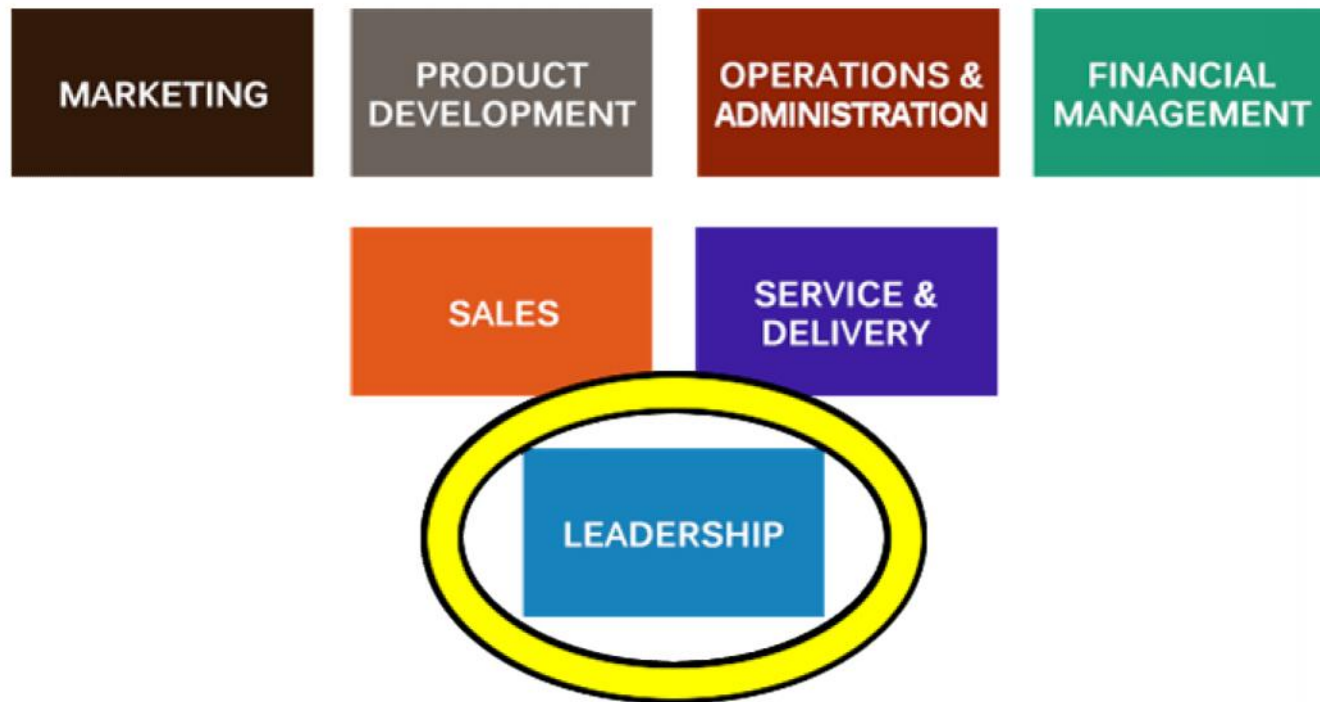 MARKETING
PRODUCT
DEVELOPMENT
OPERATIONS &
ADMINISTRATION
FINANCIAL
MANAGEMENT
SALES
SERVICE &
DELIVERY
LEADERSHIP